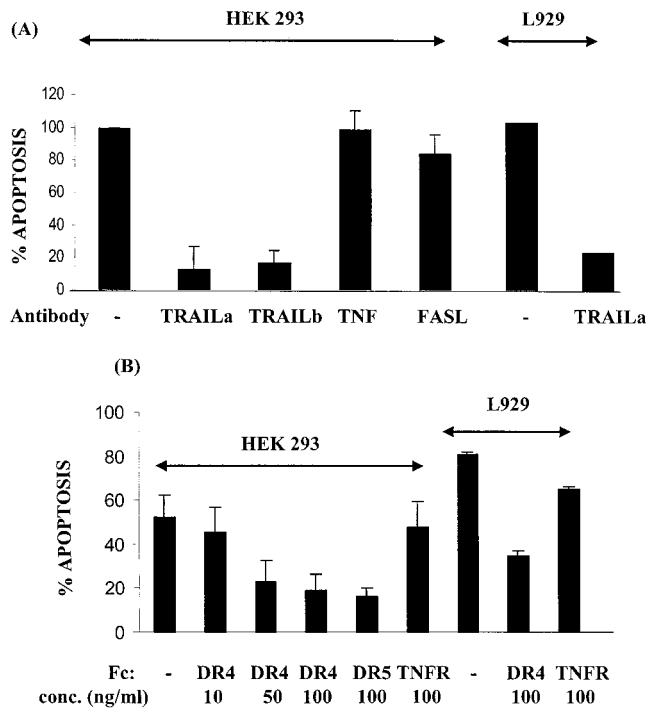 (A)
HEK 293
L929
120
100
80
60
40
20
0
% APOPTOSIS
Antibody - TRAILa TRAILb TNF FASL - TRAILa
(B)
HEK 293
L929
100
80
60
40
20
0
% APOPTOSIS
Fc: - DR4 DR4 DR4 DR5 TNFR - DR4 TNFR
conc. (ng/ml) 10 50 100 100 100 100 100